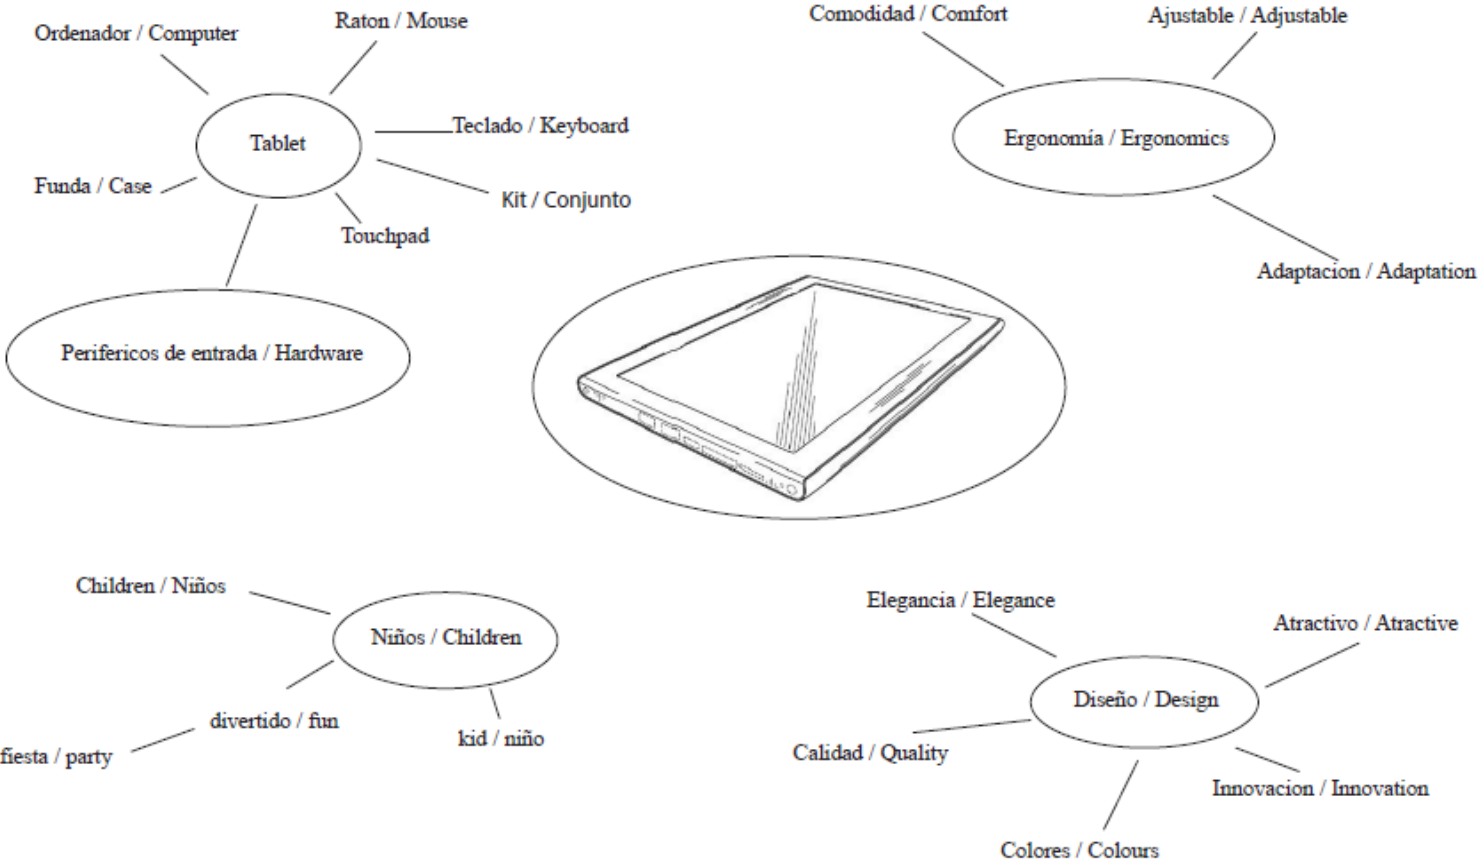 Ordenador / Computer
Raton / Mouse
Tablet
Teclado / Keyboard
Funda / Case
Kit / Conjunto
Touchpad
Perifericos de entrada / Hardware
Comodidad / Comfort
Ajustable / Adjustable
Ergonomía / Ergonomics
Adaptacion / Adaptation
Children / Niños
Niños / Children
divertido / fun
kid / niño
fiesta / party
Elegancia / Elegance
Atractivo / Atractive
Diseño / Design
Calidad / Quality
Innovacion / Innovation
Colores / Colours